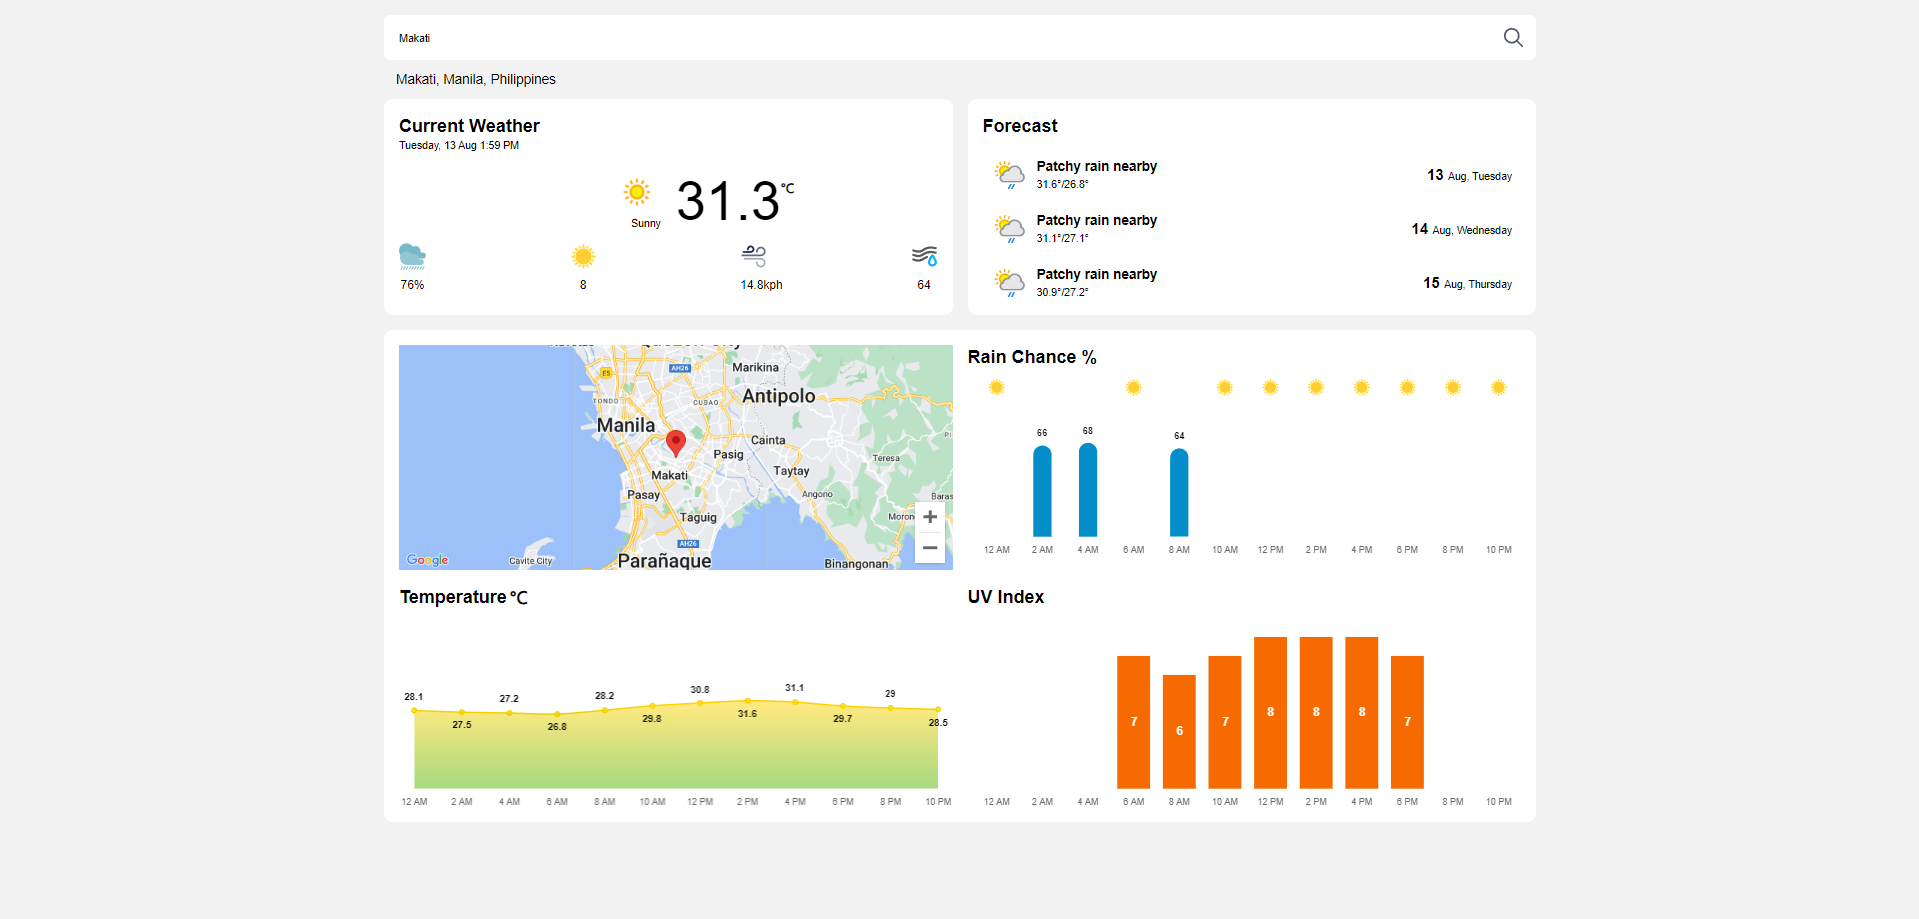 Makati
Makati, Manila, Philippines
Current Weather
Tuesday, 13 Aug 1:59 PM
Sunny
31.3
°C
76%
8
14.8kph
64
Forecast
Patchy rain nearby
31.6°/26.8°
13 Aug, Tuesday
Patchy rain nearby
31.1°/27.1°
14 Aug, Wednesday
Patchy rain nearby
30.9°/27.2°
15 Aug, Thursday
Quezon City
E5
AH26
Marikina
TONDO
CUBAO
Antipolo
Manila
Cainta
Pasig
Teresa
Makati
Taytay
Pasay
Angono
Baras
Taguig
Moron
AH26
Google
Cavite City
Parañaque
Binangonan
+
−
Rain Chance %
66
68
64
12 AM 2 AM 4 AM 6 AM 8 AM 10 AM 12 PM 2 PM 4 PM 6 PM 8 PM 10 PM
Temperature °C
28.1 27.5 27.2 26.8 28.2 29.8 30.8 31.6 31.1 29.7 29 28.5
12 AM 2 AM 4 AM 6 AM 8 AM 10 AM 12 PM 2 PM 4 PM 6 PM 8 PM 10 PM
UV Index
7 6 7 8 8 8 7
12 AM 2 AM 4 AM 6 AM 8 AM 10 AM 12 PM 2 PM 4 PM 6 PM 8 PM 10 PM